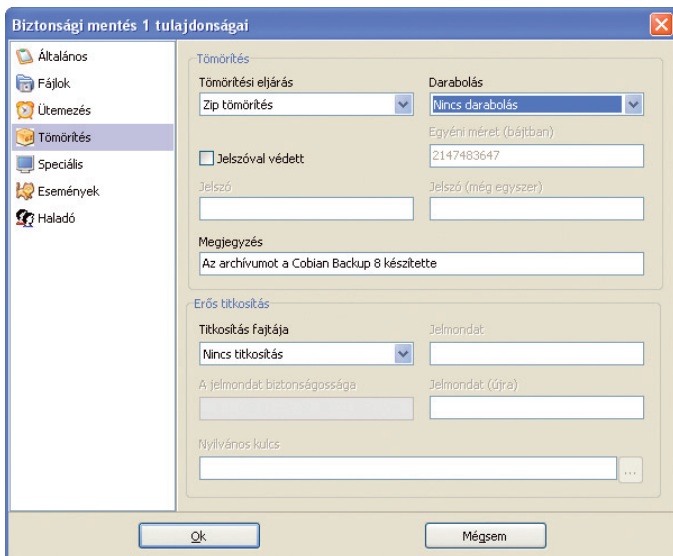 Biztonsági mentés 1 tulajdonságai
Általános
Fájlok
Ütemezés
Tömörítés
Speciális
Események
Haladó
Tömörítés
Tömörítési eljárás
Darabolás
Zip tömörítés
Nincs darabolás
Egyéni méret (bájtban)
Jelszóval védett
2147483647
Jelszó
Jelszó (még egyszer)
Megjegyzés
Az archívumot a Cobian Backup 8 készítette
Erős titkosítás
Titkosítás fajtája
Jelmondat
Nincs titkosítás
A jelmondat biztonságossága
Jelmondat (újra)
Nyilvános kulcs
...
Ok
Mégsem